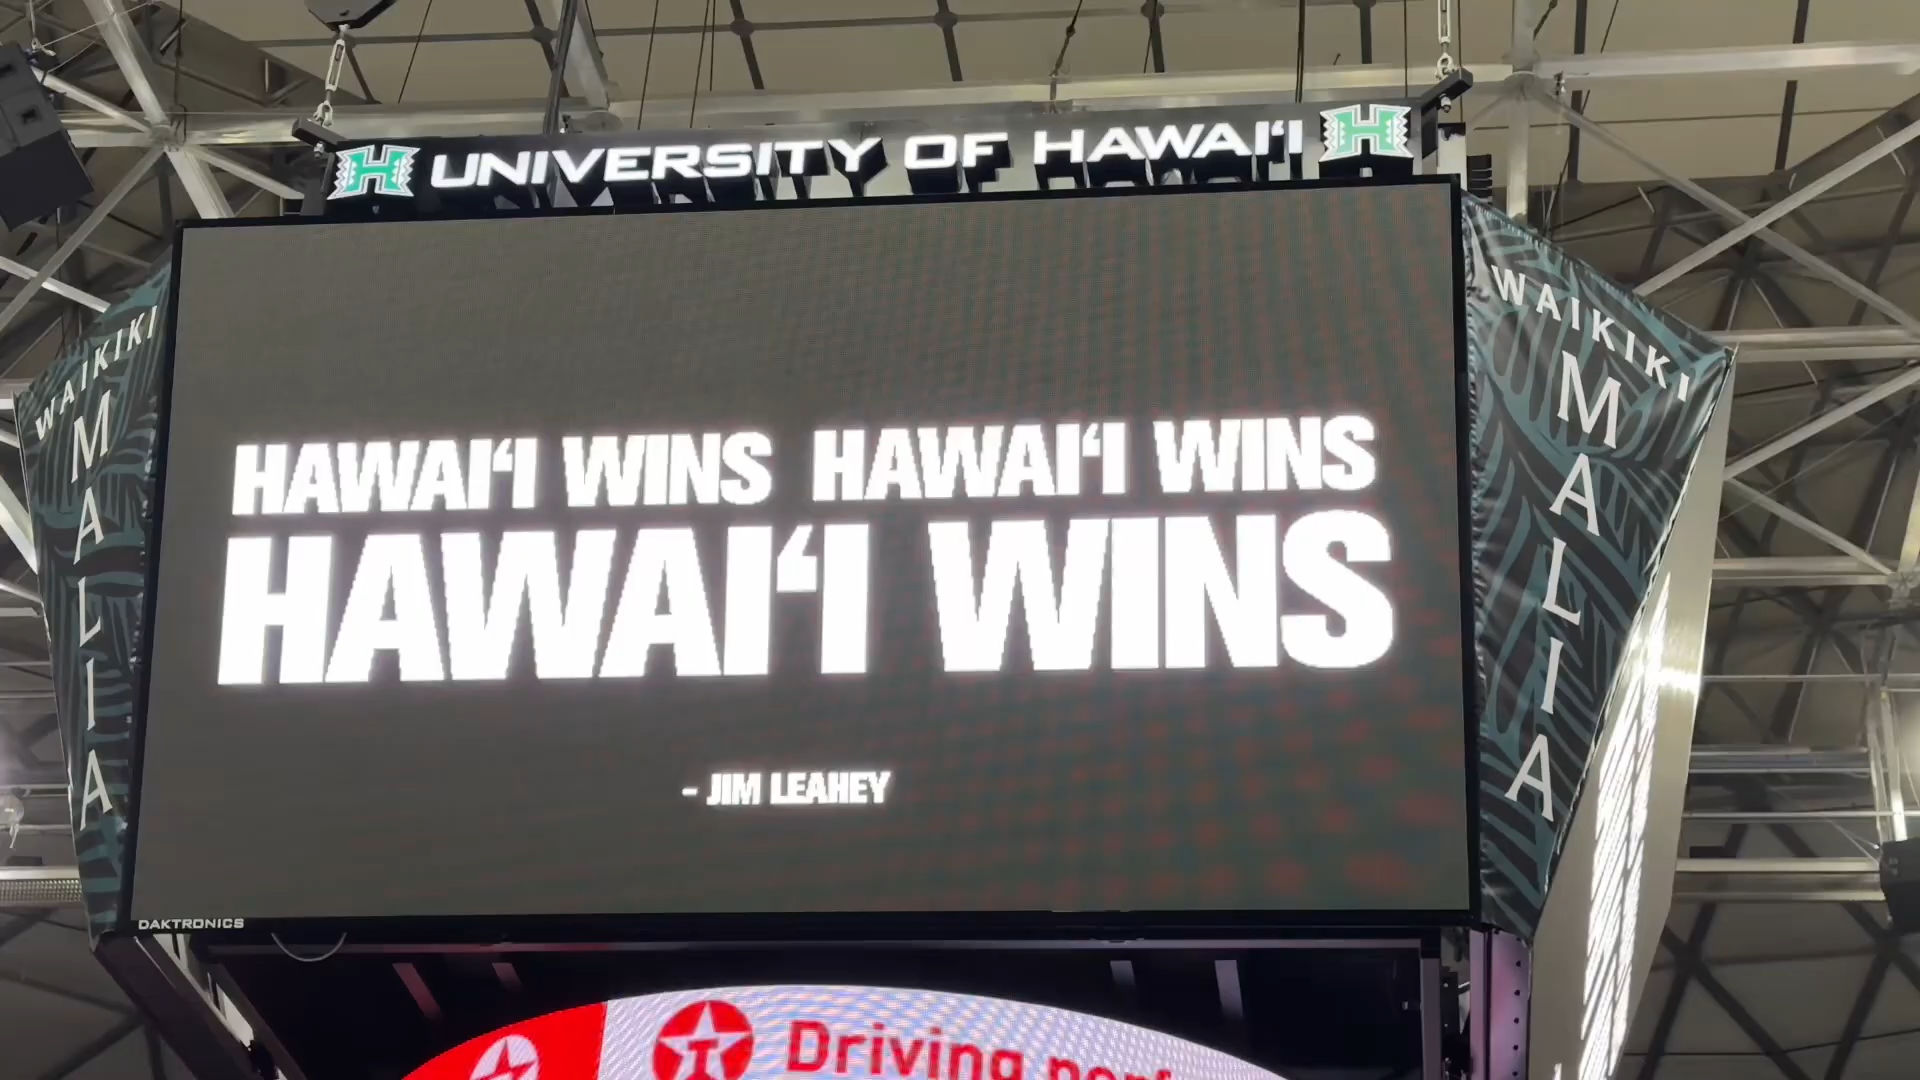 UNIVERSITY OF HAWAIʻI
WAIKIKI
MALIA
WAIKIKI
MALIA
HAWAIʻI WINS HAWAIʻI WINS
HAWAIʻI WINS
- JIM LEAHEY
DAKTRONICS
Driving